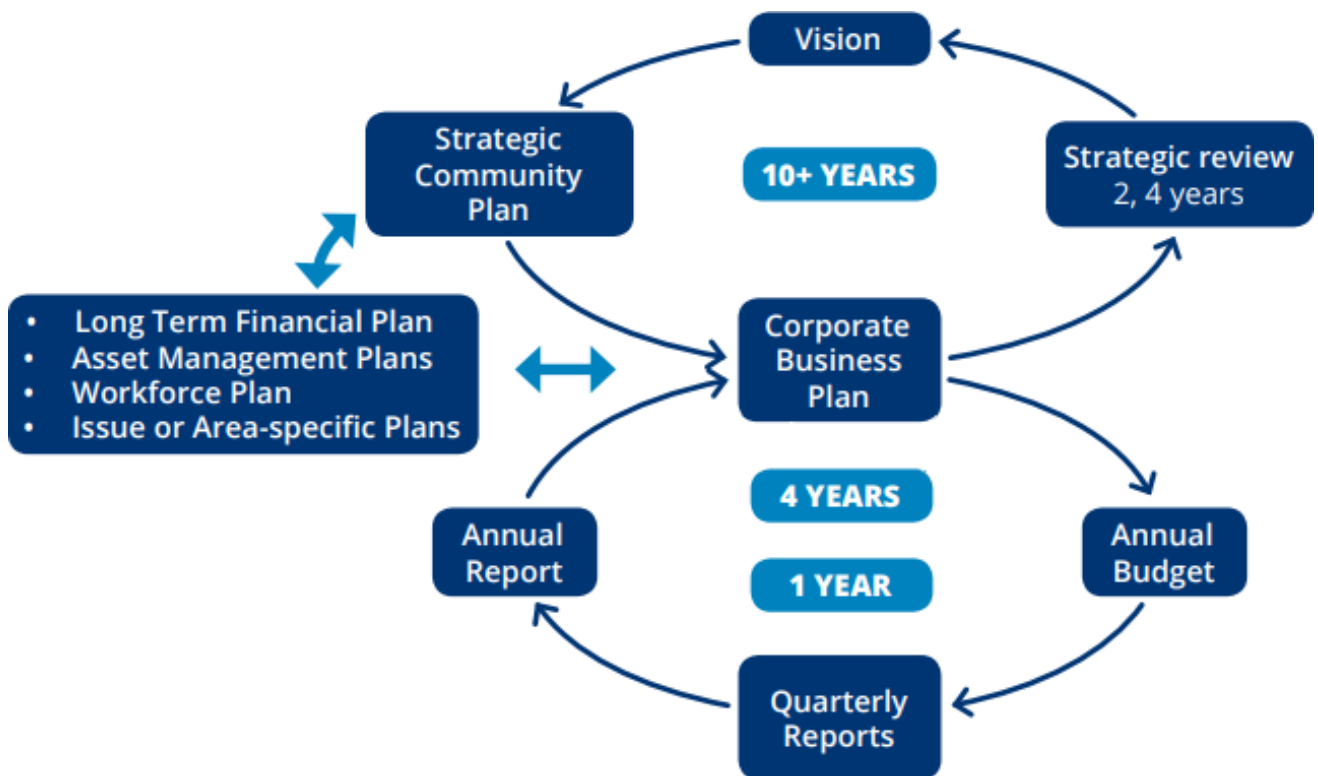 Vision
Strategic
Community
Plan
10+ YEARS
Strategic review
2, 4 years
• Long Term Financial Plan
• Asset Management Plans
• Workforce Plan
• Issue or Area-specific Plans
Corporate
Business
Plan
4 YEARS
Annual
Report
1 YEAR
Annual
Budget
Quarterly
Reports